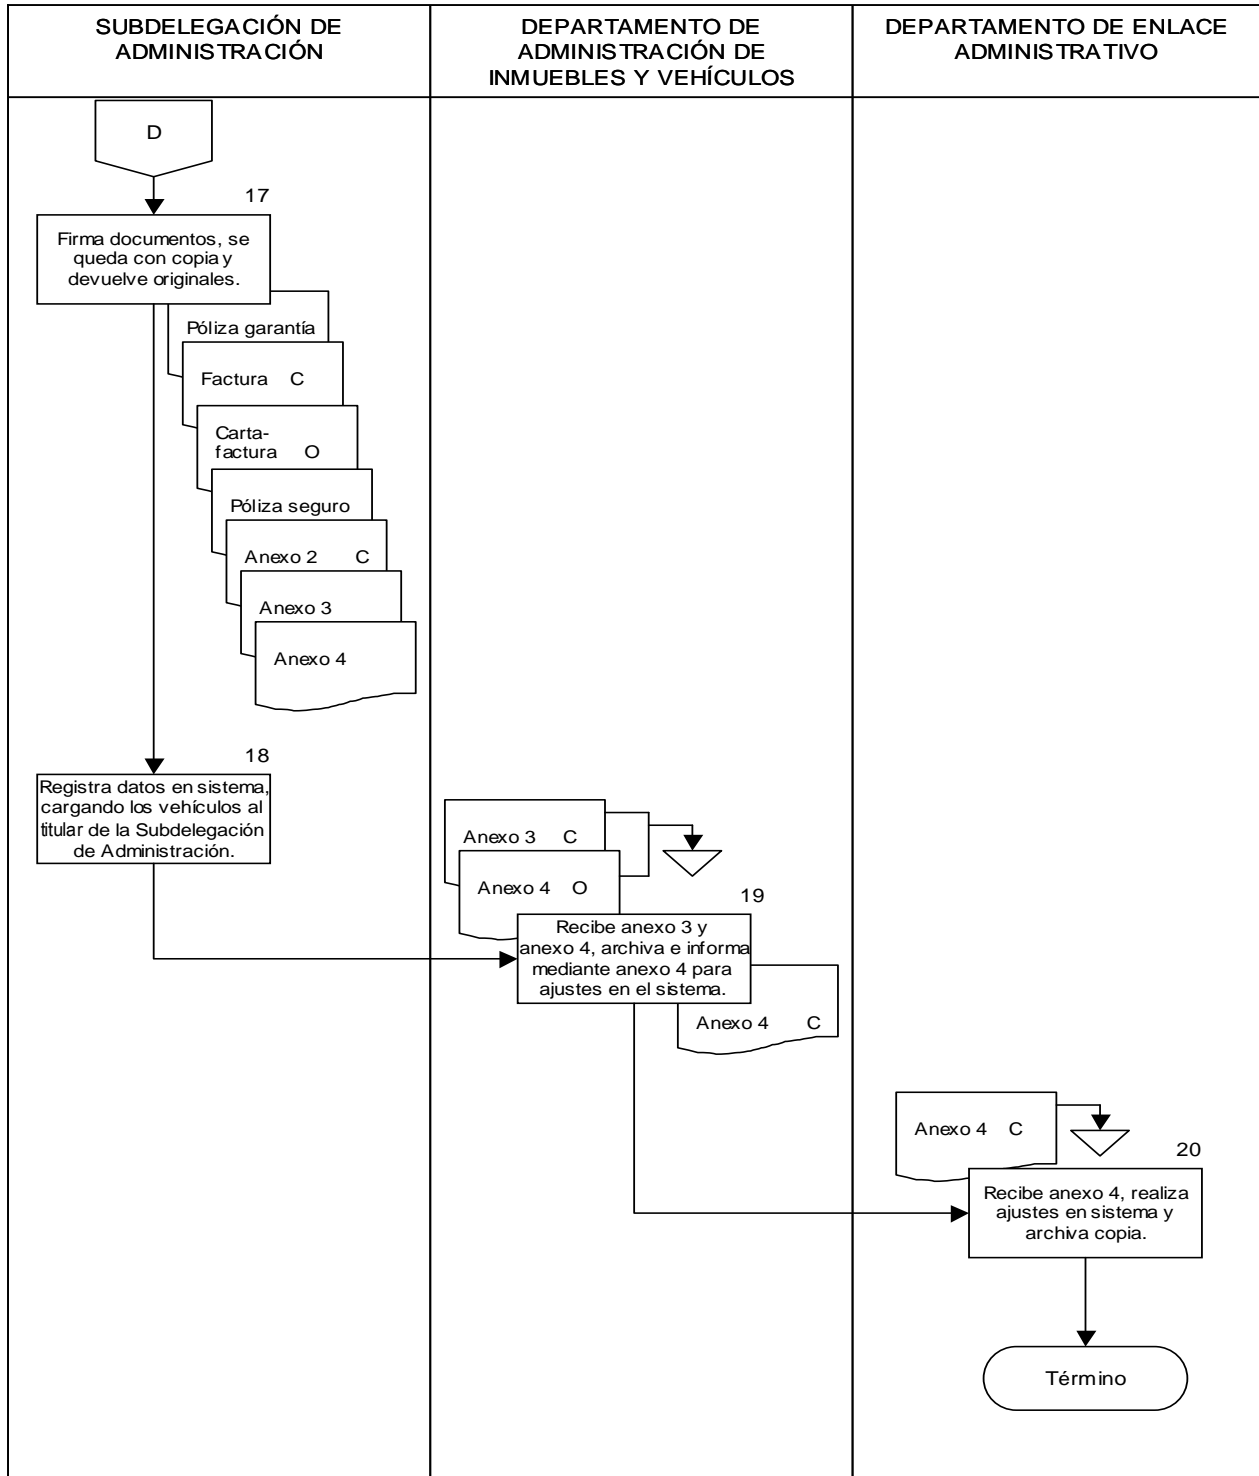 SUBDELEGACIÓN DE
ADMINISTRACIÓN
DEPARTAMENTO DE
ADMINISTRACIÓN DE
INMUEBLES Y VEHÍCULOS
DEPARTAMENTO DE ENLACE
ADMINISTRATIVO
D
17
Firma documentos, se
queda con copia y
devuelve originales.
Póliza garantía
Factura C
Carta-
factura O
Póliza seguro
Anexo 2 C
Anexo 3
Anexo 4
18
Registra datos en sistema,
cargando los vehículos al
titular de la Subdelegación
de Administración.
Anexo 3 C
Anexo 4 O
19
Recibe anexo 3 y
anexo 4, archiva e informa
mediante anexo 4 para
ajustes en el sistema.
Anexo 4 C
Anexo 4 C
20
Recibe anexo 4, realiza
ajustes en sistema y
archiva copia.
Término